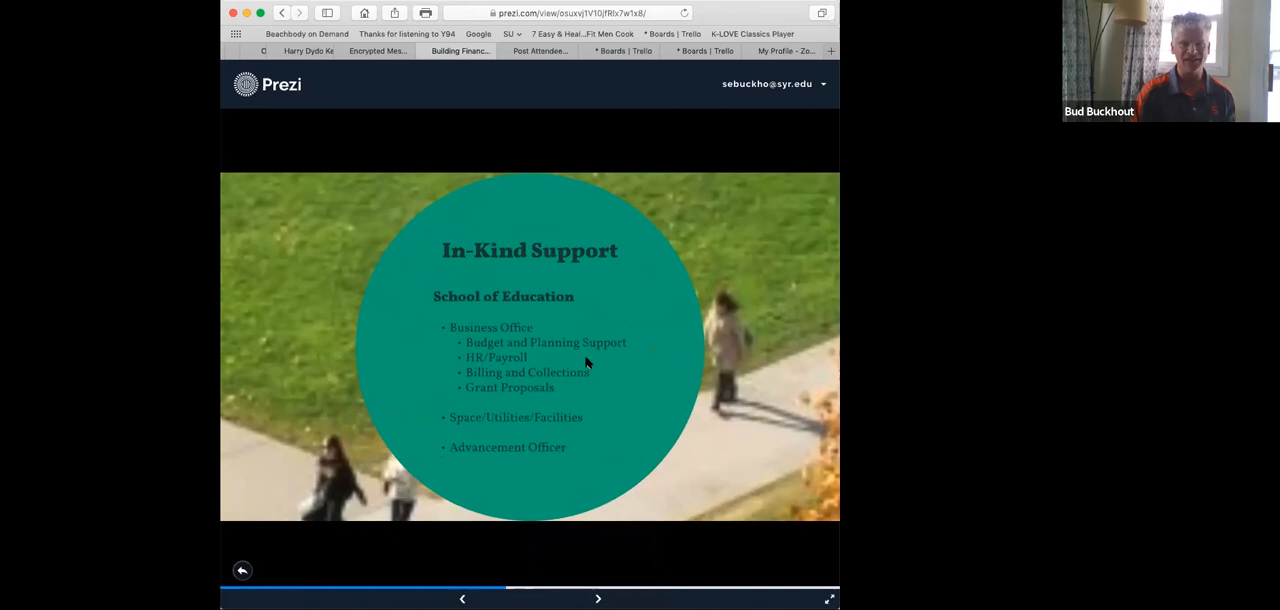 prezi.com/view/osuxvj1V10jfRlx7w1x8/
Beachbody on Demand Thanks for listening to Y94 Google SU 7 Easy & Heal...Fit Men Cook * Boards | Trello K-LOVE Classics Player
C Harry Dydo Ke Encrypted Mes... Building Financ... Post Attendee... * Boards | Trello * Boards | Trello My Profile - Zo... +
Prezi
sebuckho@syr.edu
Bud Buckhout
In-Kind Support
School of Education
• Business Office
• Budget and Planning Support
• HR/Payroll
• Billing and Collections
• Grant Proposals
• Space/Utilities/Facilities
• Advancement Officer